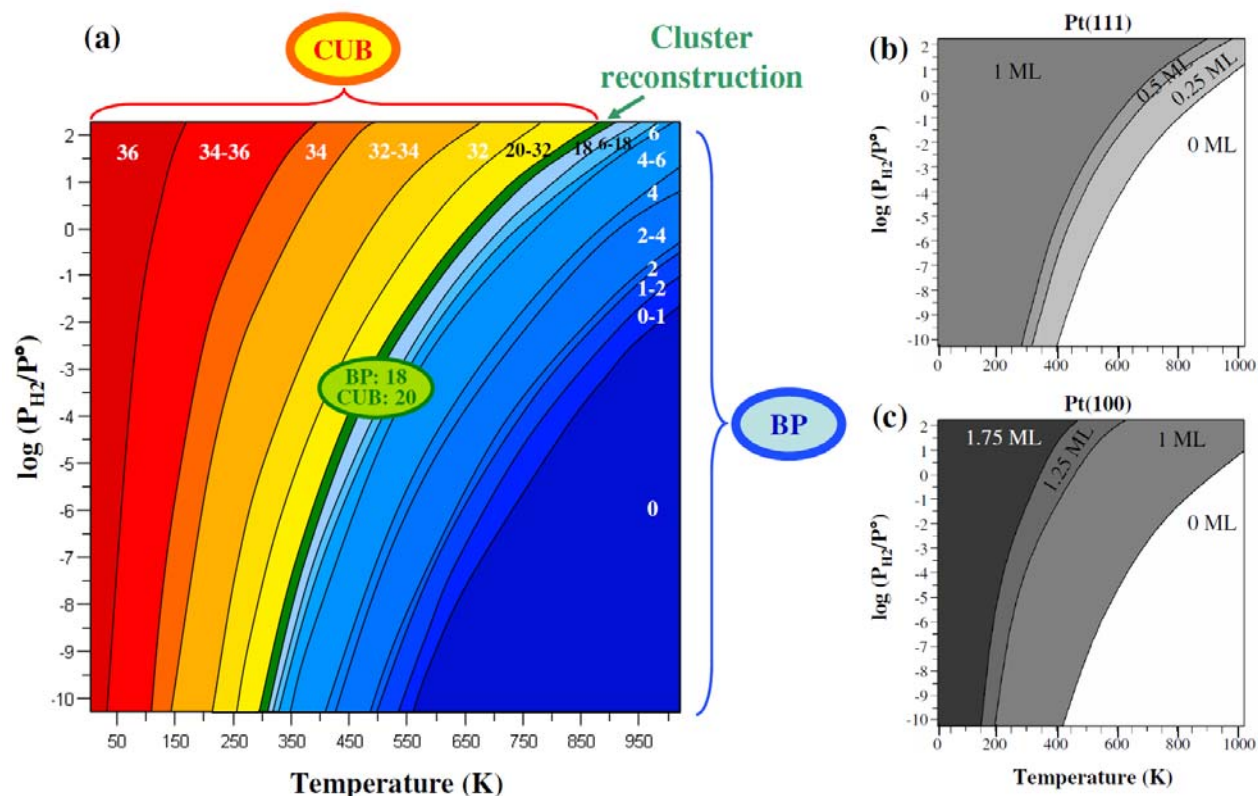 (a)
CUB
Cluster
reconstruction
36
34-36
34
32-34
32
20-32
18
6-18
6
4-6
4
2-4
2
1-2
0-1
0
BP: 18
CUB: 20
BP
log (P_H2/P°)
2
1
0
-1
-2
-3
-4
-5
-6
-7
-8
-9
-10
50 150 250 350 450 550 650 750 850 950
Temperature (K)
(b)
Pt(111)
1 ML
0.5 ML
0.25 ML
0 ML
log (P_H2/P°)
2
1
0
-1
-2
-3
-4
-5
-6
-7
-8
-9
-10
0 200 400 600 800 1000
(c)
Pt(100)
1.75 ML
1.25 ML
1 ML
0 ML
log (P_H2/P°)
2
1
0
-1
-2
-3
-4
-5
-6
-7
-8
-9
-10
0 200 400 600 800 1000
Temperature (K)